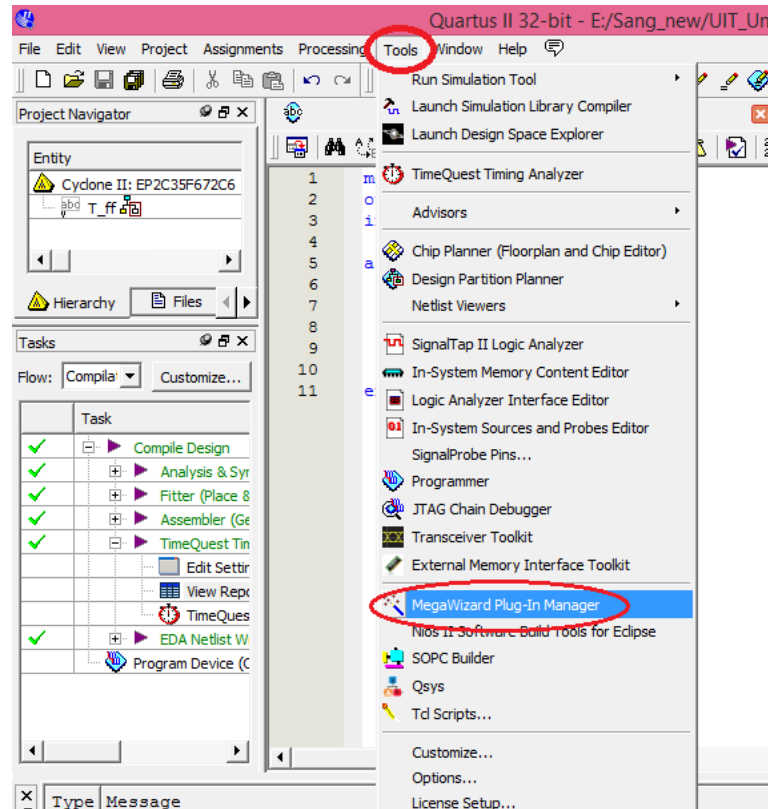 Quartus II 32-bit - E:/Sang_new/UIT_Un
File Edit View Project Assignments Processing Tools Window Help
Project Navigator
Entity
Cyclone II: EP2C35F672C6
T_ff
Hierarchy Files
Tasks
Flow: Compila Customize...
Task
Compile Design
Analysis & Syn
Fitter (Place &
Assembler (Ge
TimeQuest Tim
Edit Settin
View Repo
TimeQues
EDA Netlist W
Program Device (O
abc
1 m
2 o
3 i
4
5 a
6
7
8
9
10
11 e
Run Simulation Tool
Launch Simulation Library Compiler
Launch Design Space Explorer
TimeQuest Timing Analyzer
Advisors
Chip Planner (Floorplan and Chip Editor)
Design Partition Planner
Netlist Viewers
SignalTap II Logic Analyzer
In-System Memory Content Editor
Logic Analyzer Interface Editor
In-System Sources and Probes Editor
SignalProbe Pins...
Programmer
JTAG Chain Debugger
Transceiver Toolkit
External Memory Interface Toolkit
MegaWizard Plug-In Manager
Nios II Software Build Tools for Eclipse
SOPC Builder
Qsys
Tcl Scripts...
Customize...
Options...
License Setup...
Type Message